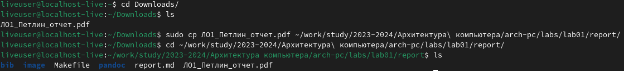 liveuser@localhost-live:~$ cd Downloads/
liveuser@localhost-live:~/Downloads$ ls
ЛО1_Петлин_отчет.pdf
liveuser@localhost-live:~/Downloads$ sudo cp ЛО1_Петлин_отчет.pdf ~/work/study/2023-2024/Архитектура\ компьютера/arch-pc/labs/lab01/report/
liveuser@localhost-live:~/Downloads$ cd ~/work/study/2023-2024/Архитектура\ компьютера/arch-pc/labs/lab01/report/
liveuser@localhost-live:~/work/study/2023-2024/Архитектура компьютера/arch-pc/labs/lab01/report$ ls
bib image Makefile pandoc report.md ЛО1_Петлин_отчет.pdf